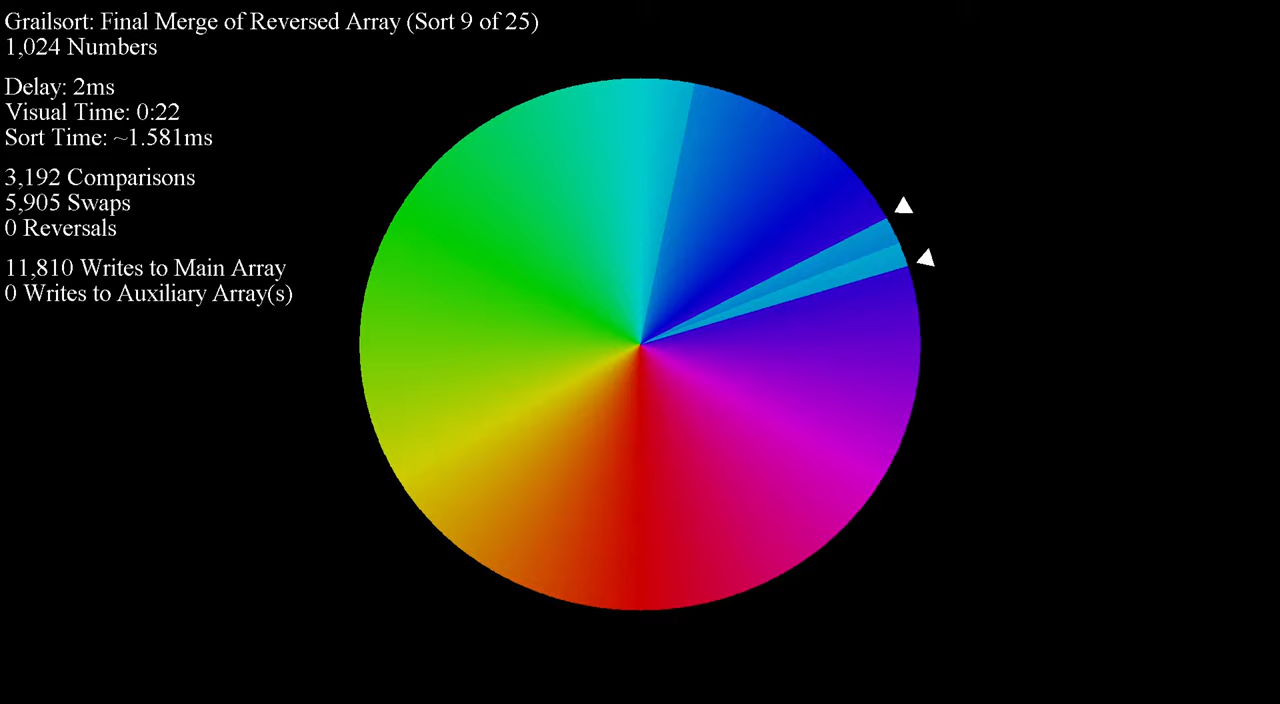 Grailsort: Final Merge of Reversed Array (Sort 9 of 25)
1,024 Numbers
Delay: 2ms
Visual Time: 0:22
Sort Time: ~1.581ms
3,192 Comparisons
5,905 Swaps
0 Reversals
11,810 Writes to Main Array
0 Writes to Auxiliary Array(s)